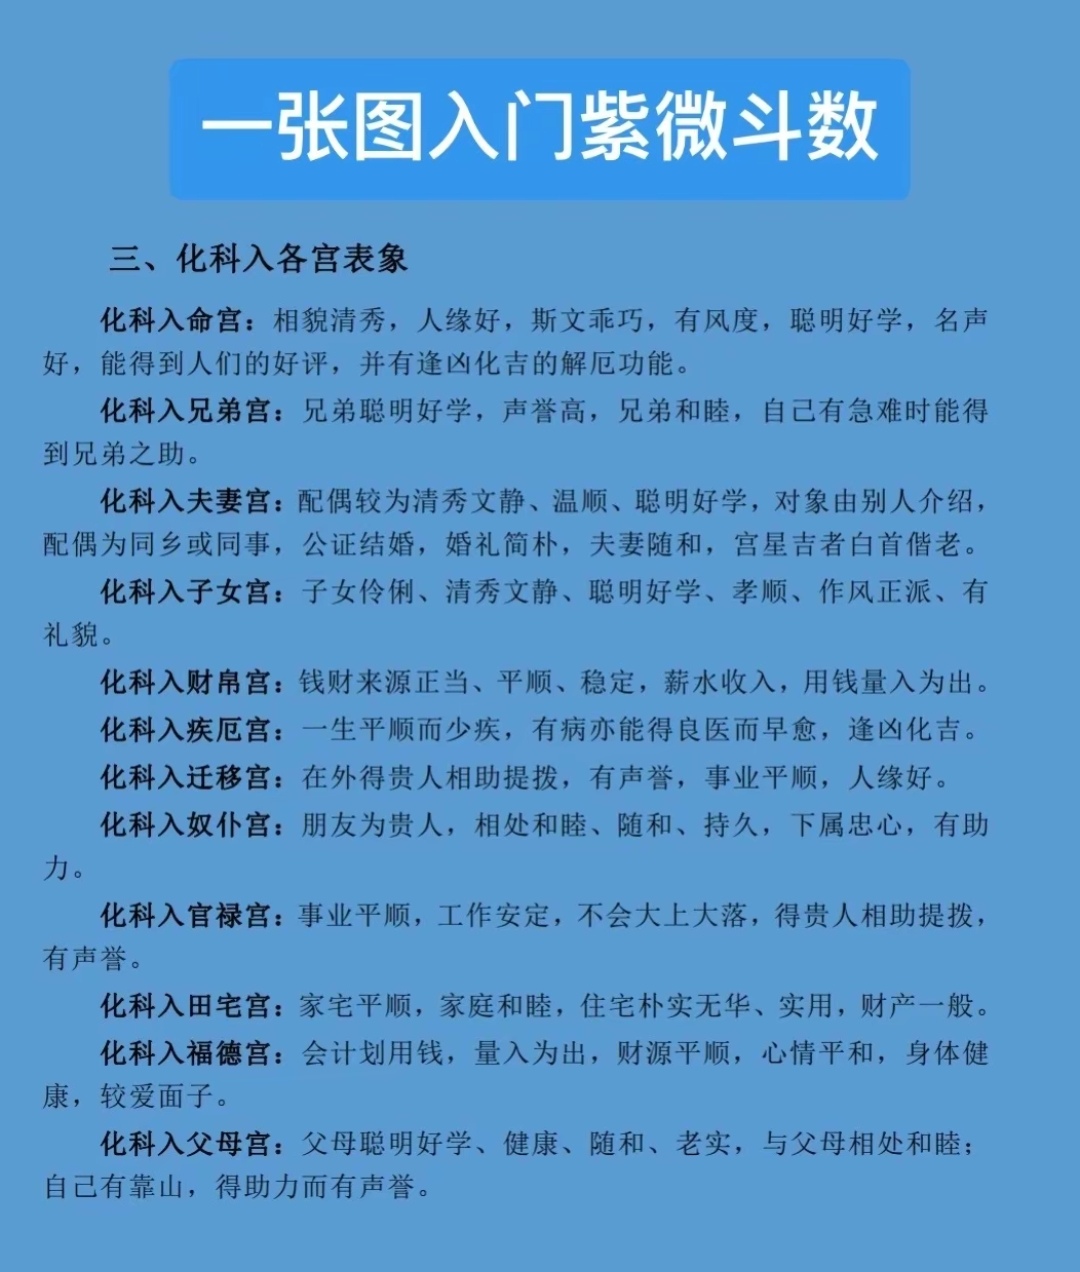 一张图入门紫微斗数
三、化科入各宫表象
化科入命宫：相貌清秀，人缘好，斯文乖巧，有风度，聪明好学，名声
好，能得到人们的好评，并有逢凶化吉的解厄功能。
化科入兄弟宫：兄弟聪明好学，声誉高，兄弟和睦，自己有急难时能得
到兄弟之助。
化科入夫妻宫：配偶较为清秀文静、温顺、聪明好学，对象由别人介绍，
配偶为同乡或同事，公证结婚，婚礼简朴，夫妻随和，宫星吉者白首偕老。
化科入子女宫：子女伶俐、清秀文静、聪明好学、孝顺、作风正派、有
礼貌。
化科入财帛宫：钱财来源正当、平顺、稳定，薪水收入，用钱量入为出。
化科入疾厄宫：一生平顺而少疾，有病亦能得良医而早愈，逢凶化吉。
化科入迁移宫：在外得贵人相助提拨，有声誉，事业平顺，人缘好。
化科入奴仆宫：朋友为贵人，相处和睦、随和、持久，下属忠心，有助
力。
化科入官禄宫：事业平顺，工作安定，不会大上大落，得贵人相助提拨，
有声誉。
化科入田宅宫：家宅平顺，家庭和睦，住宅朴实无华、实用，财产一般。
化科入福德宫：会计划用钱，量入为出，财源平顺，心情平和，身体健
康，较爱面子。
化科入父母宫：父母聪明好学、健康、随和、老实，与父母相处和睦；
自己有靠山，得助力而有声誉。